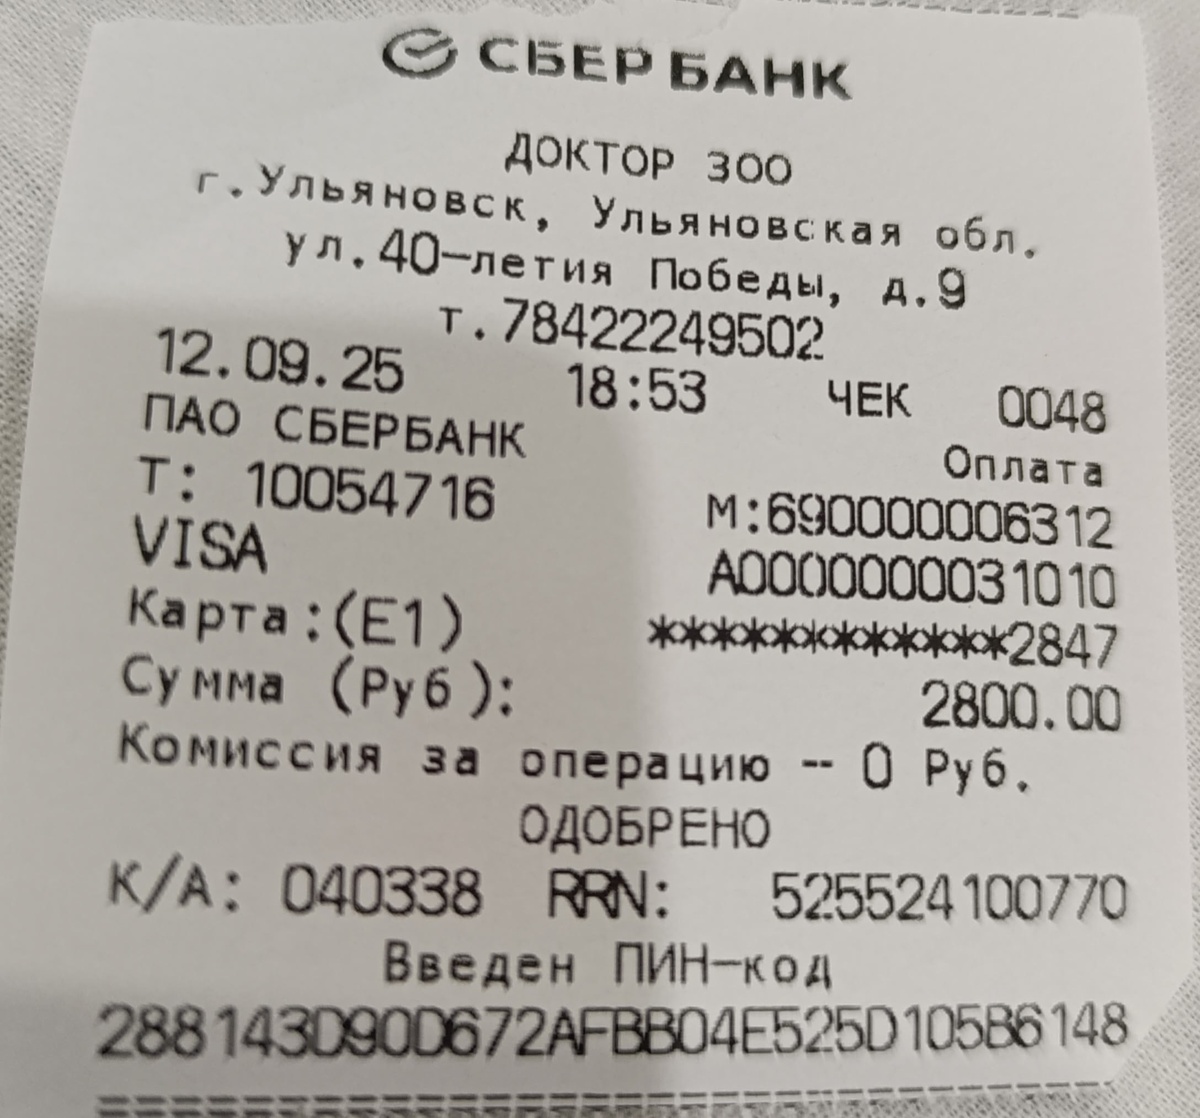 СБЕР БАНК
ДОКТОР ЗОО
г.Ульяновск, Ульяновская обл.
ул.40-летия Победы, д.9
т.78422249502
12.09.25 18:53 ЧЕК 0048
ПАО СБЕРБАНК Оплата
Т: 10054716 М:690000006312
VISA A0000000031010
Карта:(E1) ************2847
Сумма (Руб): 2800.00
Комиссия за операцию -- 0 Руб.
ОДОБРЕНО
К/А: 040338 RRN: 525524100770
Введен ПИН-код
288143D90D672AFBB04E525D105B6148
================================